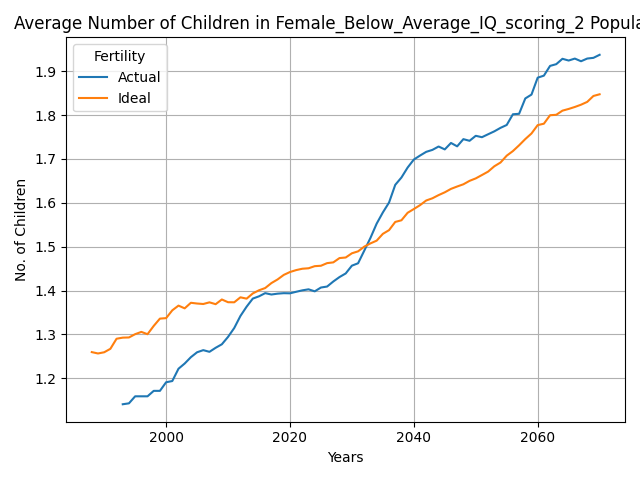 Average Number of Children in Female_Below_Average_IQ_scoring_2 Popula
Fertility
Actual
Ideal
No. of Children
1.9
1.8
1.7
1.6
1.5
1.4
1.3
1.2
2000 2020 2040 2060
Years